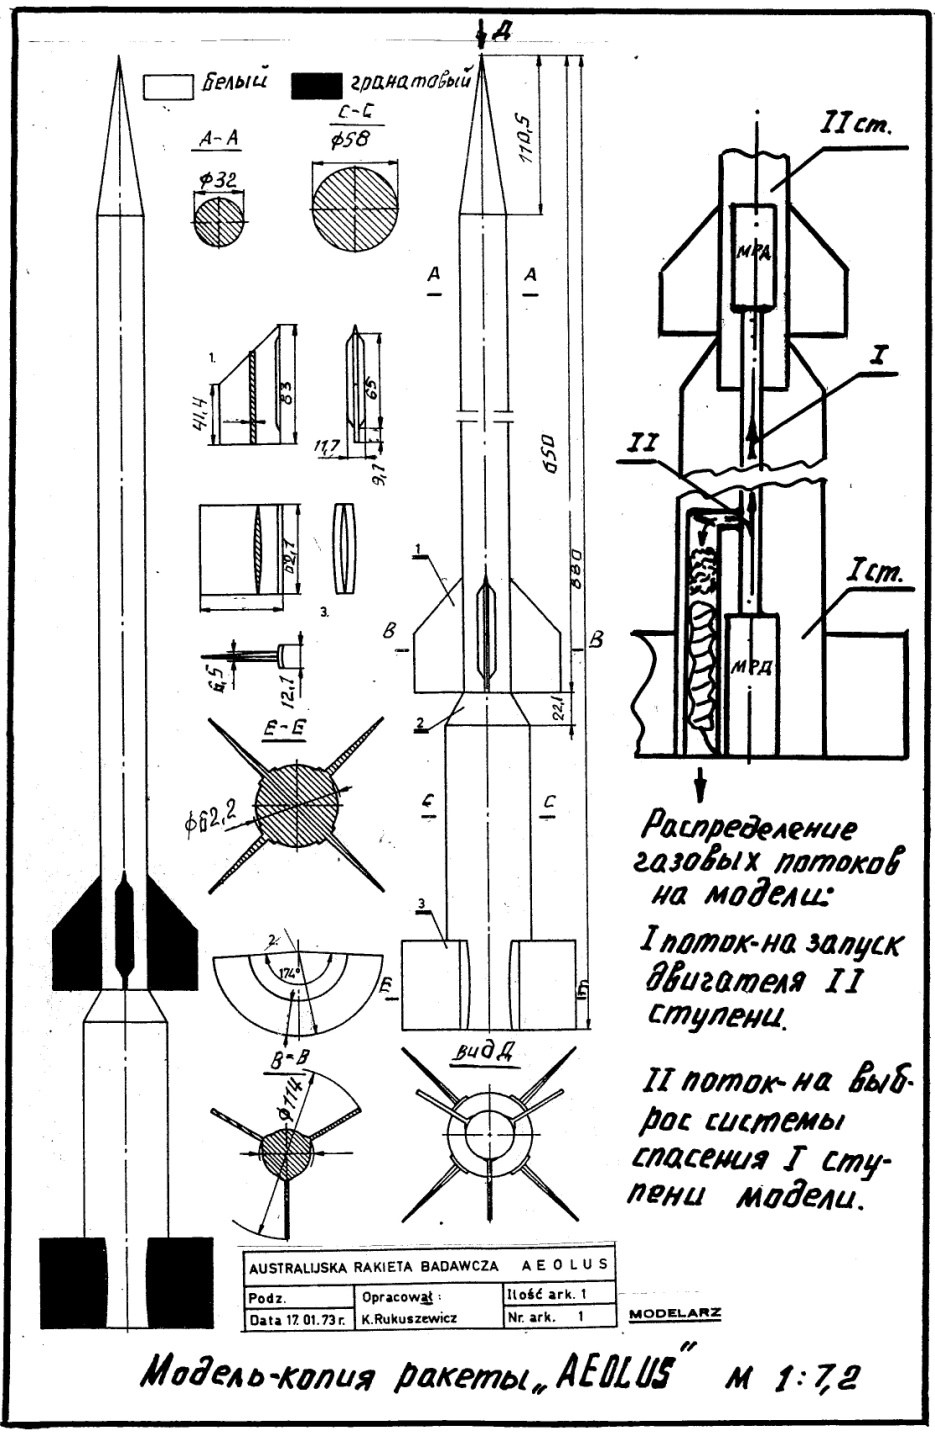 Д
белый
гранатовый
А-А
ф32
С-С
ф58
110,5
II ст.
МРД
А
А
1.
41,4
83
65
11,7
9,7
650
880
I
II
3.
6,5
12,1
1
В
В
2
22,1
I ст.
МРД
Е-Е
ф62,2
С
С
3
2.
174°
Е
В-В
ф114
вид Д
Распределение
газовых потоков
на модели:
I поток-на запуск
двигателя II
ступени.
II поток-на выб-
рос системы
спасения I сту-
пени модели.
AUSTRALIJSKA RAKIETA BADAWCZA AEOLUS
Podz.
Opracował:
Ilość ark. 1
Data 17.01.73 r.
K.Rukuszewicz
Nr. ark. 1
MODELARZ
Модель-копия ракеты „AEOLUS” М 1:7,2